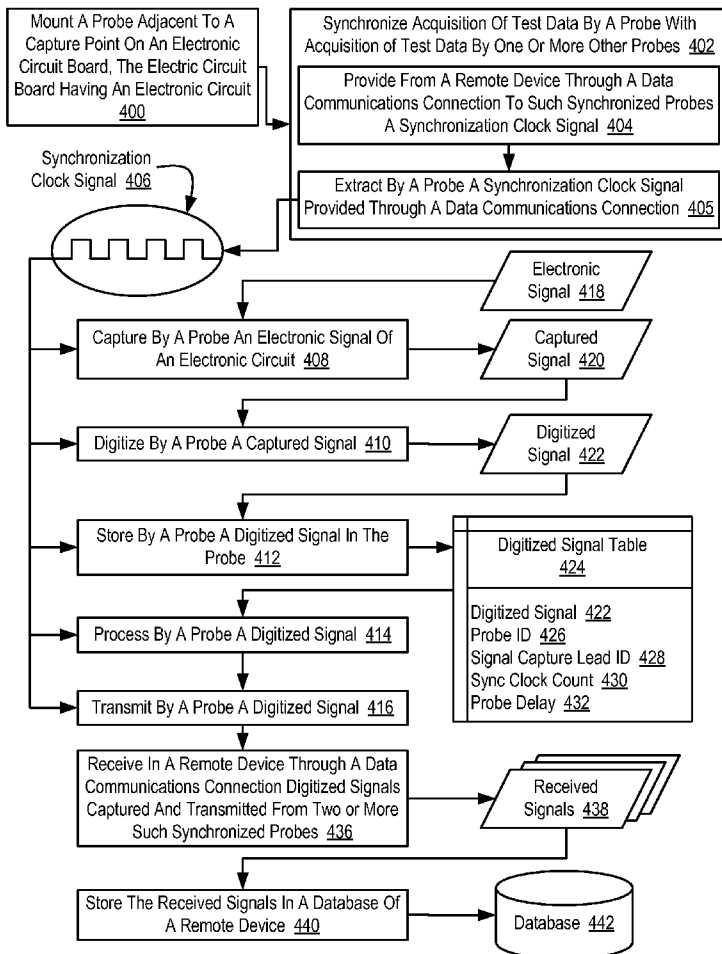 Mount A Probe Adjacent To A
Capture Point On An Electronic
Circuit Board, The Electric Circuit
Board Having An Electronic Circuit
400
Synchronize Acquisition Of Test Data By A Probe With
Acquisition of Test Data By One Or More Other Probes 402
Provide From A Remote Device Through A Data
Communications Connection To Such Synchronized Probes
A Synchronization Clock Signal 404
Extract By A Probe A Synchronization Clock Signal
Provided Through A Data Communications Connection 405
Synchronization
Clock Signal 406
Electronic
Signal 418
Capture By A Probe An Electronic Signal Of
An Electronic Circuit 408
Captured
Signal 420
Digitize By A Probe A Captured Signal 410
Digitized
Signal 422
Store By A Probe A Digitized Signal In The
Probe 412
Digitized Signal Table
424
Digitized Signal 422
Probe ID 426
Signal Capture Lead ID 428
Sync Clock Count 430
Probe Delay 432
Process By A Probe A Digitized Signal 414
Transmit By A Probe A Digitized Signal 416
Receive In A Remote Device Through A Data
Communications Connection Digitized Signals
Captured And Transmitted From Two or More
Such Synchronized Probes 436
Received
Signals 438
Store The Received Signals In A Database Of
A Remote Device 440
Database 442